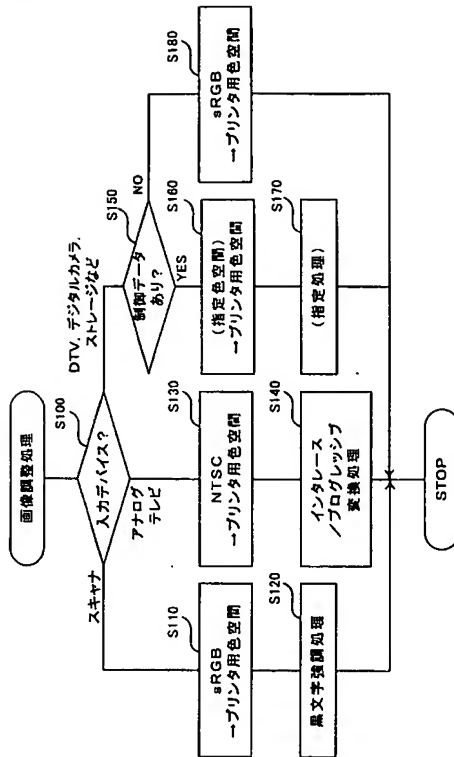 画像調整処理
S100
入力デバイス?
スキャナ
アナログ
テレビ
DTV、デジタルカメラ、
ストレージなど
S110
sRGB
→プリンタ用色空間
S120
黒文字強調処理
S130
NTSC
→プリンタ用色空間
S140
インタレース
/プログレッシブ
変換処理
S150
制御データ
あり?
YES
NO
S160
(指定色空間)
→プリンタ用色空間
S170
(指定処理)
S180
sRGB
→プリンタ用色空間
STOP